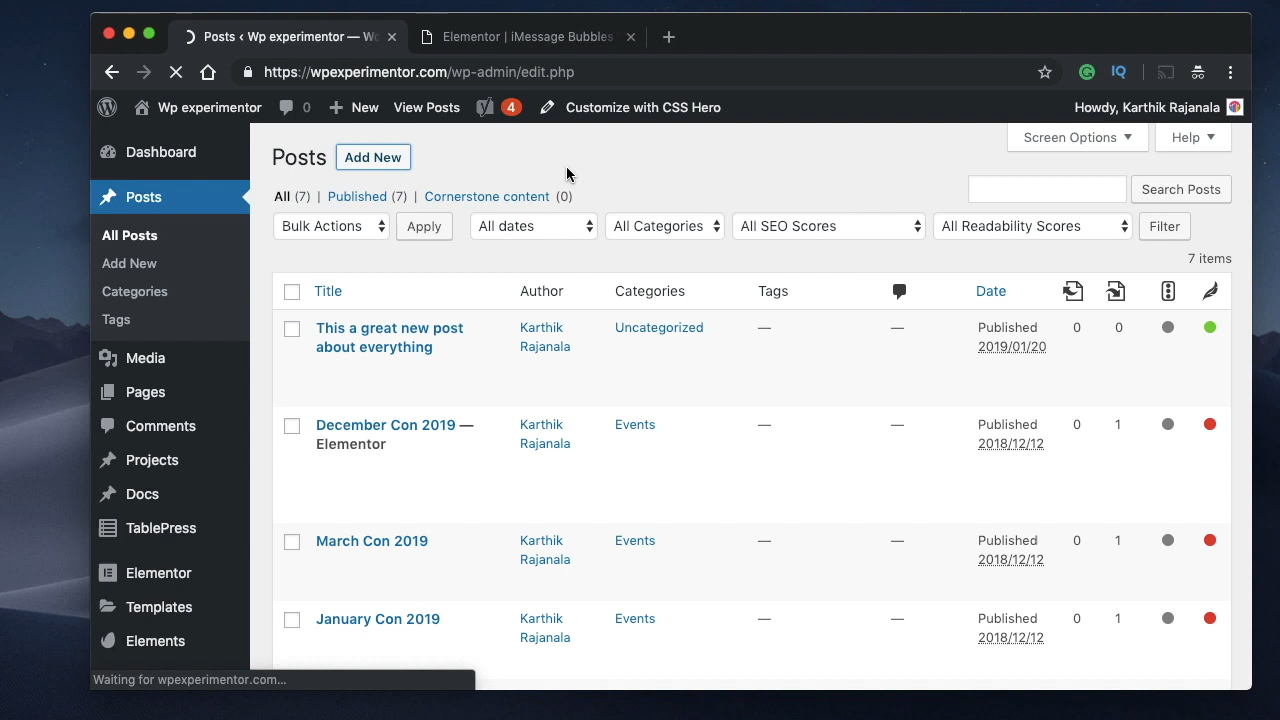 Posts ‹ Wp experimentor — Wc
Elementor | iMessage Bubbles
https://wpexperimentor.com/wp-admin/edit.php
IQ
Wp experimentor 0 New View Posts 4 Customize with CSS Hero Howdy, Karthik Rajanala
Dashboard
Posts
All Posts
Add New
Categories
Tags
Media
Pages
Comments
Projects
Docs
TablePress
Elementor
Templates
Elements
Screen Options Help
Posts Add New
All (7) | Published (7) | Cornerstone content (0)
Search Posts
Bulk Actions Apply All dates All Categories All SEO Scores All Readability Scores Filter
7 items
Title Author Categories Tags Date
This a great new post
about everything
Karthik
Rajanala
Uncategorized
—
—
Published
2019/01/20
0
0
December Con 2019 —
Elementor
Karthik
Rajanala
Events
—
—
Published
2018/12/12
0
1
March Con 2019
Karthik
Rajanala
Events
—
—
Published
2018/12/12
0
1
January Con 2019
Karthik
Rajanala
Events
—
—
Published
2018/12/12
0
1
Waiting for wpexperimentor.com...